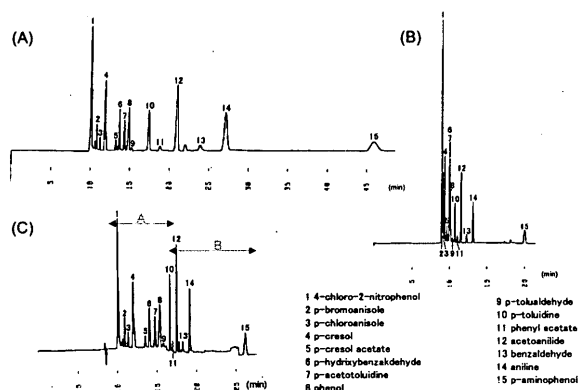 (A)
1
2
3
4
5
6
7
8
9
10
11
12
13
14
15
5 10 15 20 25 30 35 40 45 (min)
(B)
1
4
6
7
8
10
12
13
14
15
23 911
5 10 15 20 (min)
(C)
A
B
1
2
3
4
5
6
7
8
9
10
11
12
13
14
15
5 10 15 20 25 (min)
1 4-chloro-2-nitrophenol
2 p-bromoanisole
3 p-chloroanisole
4 p-cresol
5 p-cresol acetate
6 p-hydrixybenzakdehyde
7 p-acetotoluidine
8 phenol
9 p-tolualdehyde
10 p-toluidine
11 phenyl acetate
12 acetoanilide
13 benzaldehyde
14 aniline
15 p-aminophenol